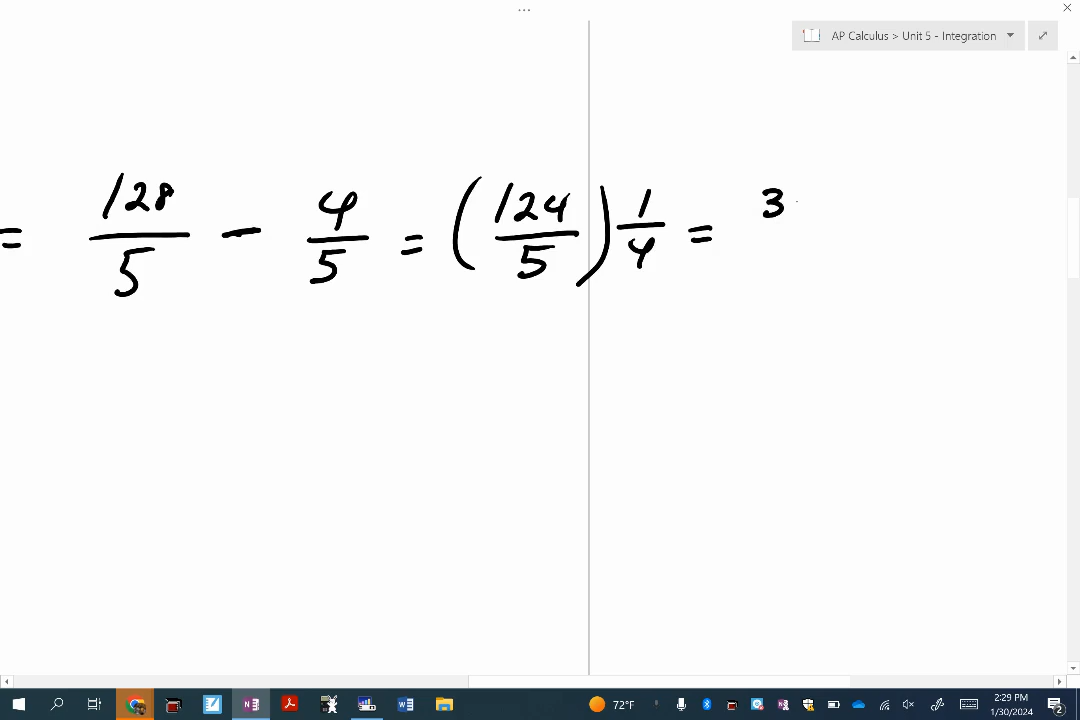 AP Calculus > Unit 5 - Integration
= 128/5 - 4/5 = (124/5) 1/4 = 3
72°F
2:29 PM
1/30/2024
2